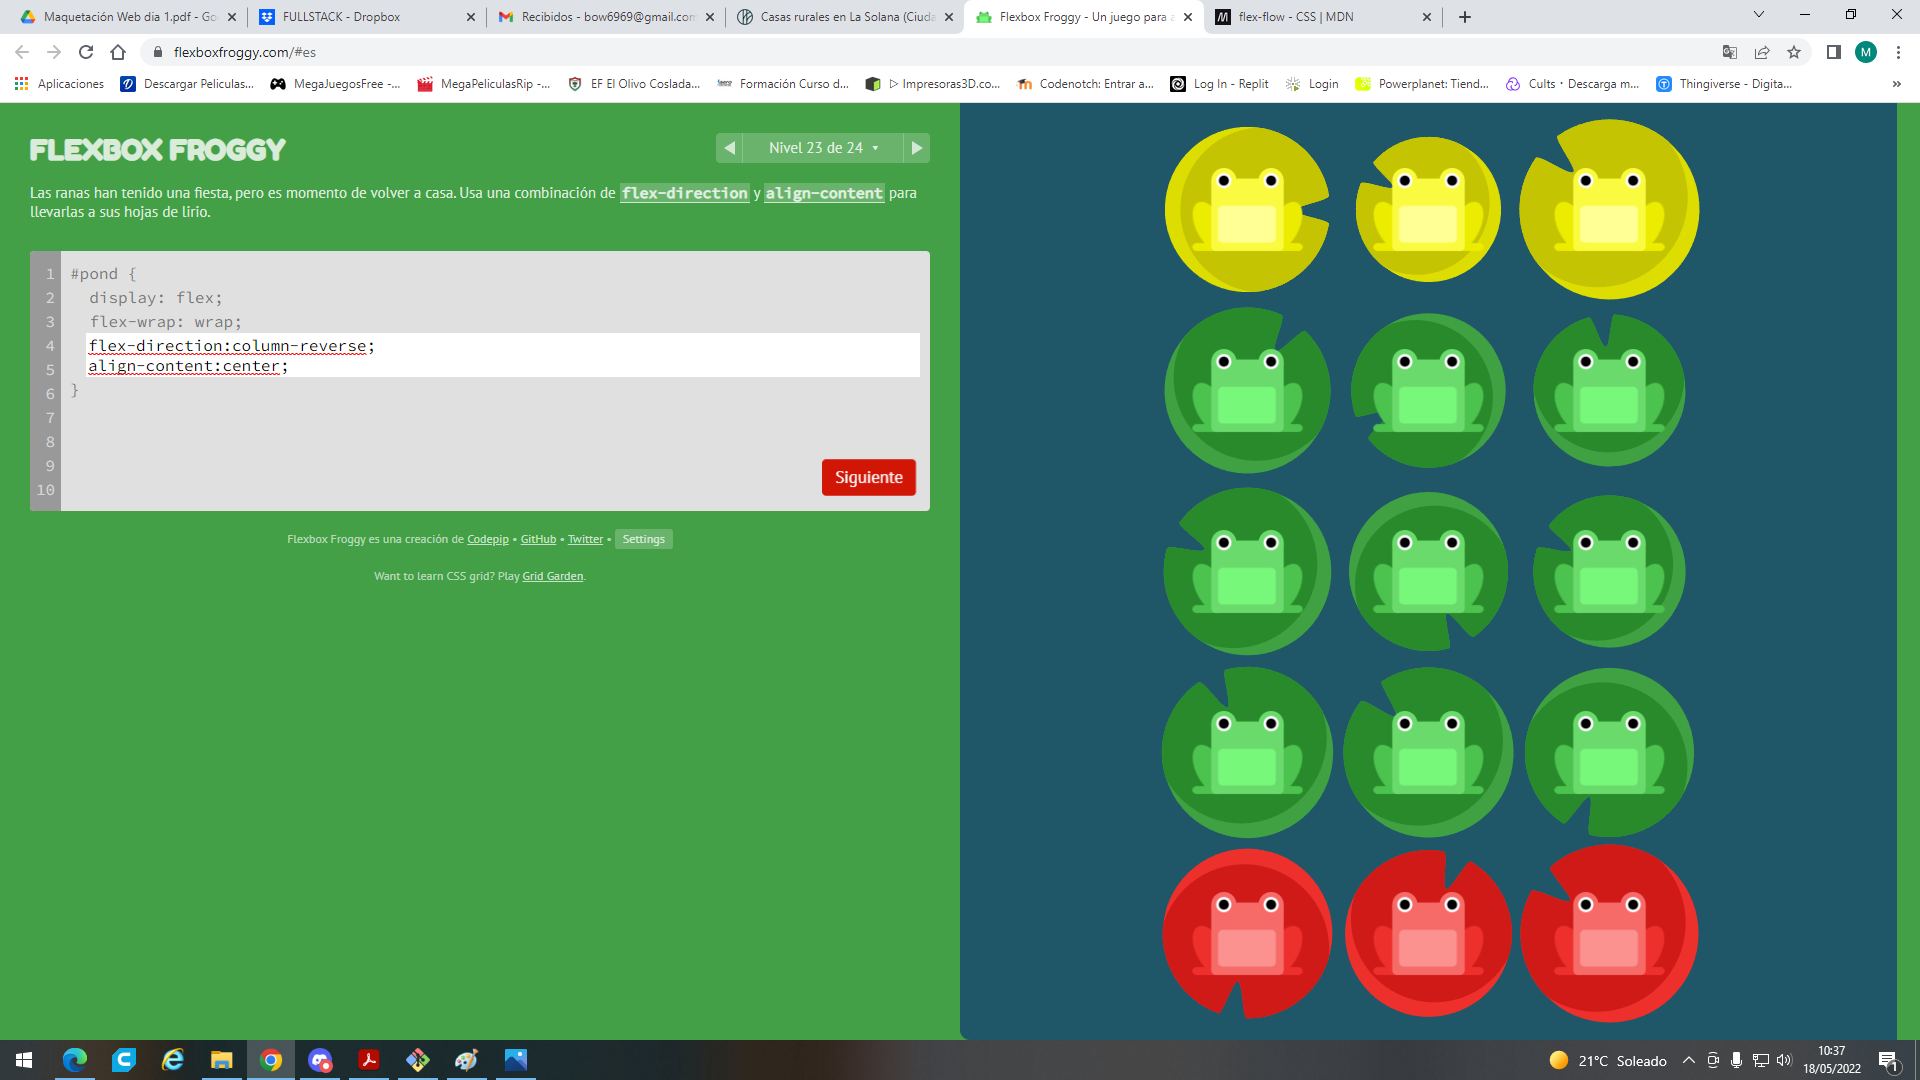 Maquetación Web dia 1.pdf - Go
FULLSTACK - Dropbox
Recibidos - bow6969@gmail.com
Casas rurales en La Solana (Ciuda
Flexbox Froggy - Un juego para a
flex-flow - CSS | MDN
flexboxfroggy.com/#es
M
Aplicaciones
Descargar Peliculas...
MegaJuegosFree -...
MegaPeliculasRip -...
EF El Olivo Coslada...
Formación Curso d...
▷ Impresoras3D.co...
Codenotch: Entrar a...
Log In - Replit
Login
Powerplanet: Tiend...
Cults・Descarga m...
Thingiverse - Digita...
»
FLEXBOX FROGGY
Nivel 23 de 24
Las ranas han tenido una fiesta, pero es momento de volver a casa. Usa una combinación de flex-direction y align-content para
llevarlas a sus hojas de lirio.
1 #pond {
2 display: flex;
3 flex-wrap: wrap;
4 flex-direction:column-reverse;
5 align-content:center;
6 }
7
8
9
10
Siguiente
Flexbox Froggy es una creación de Codepip • GitHub • Twitter • Settings
Want to learn CSS grid? Play Grid Garden.
21°C Soleado
10:37
18/05/2022
1